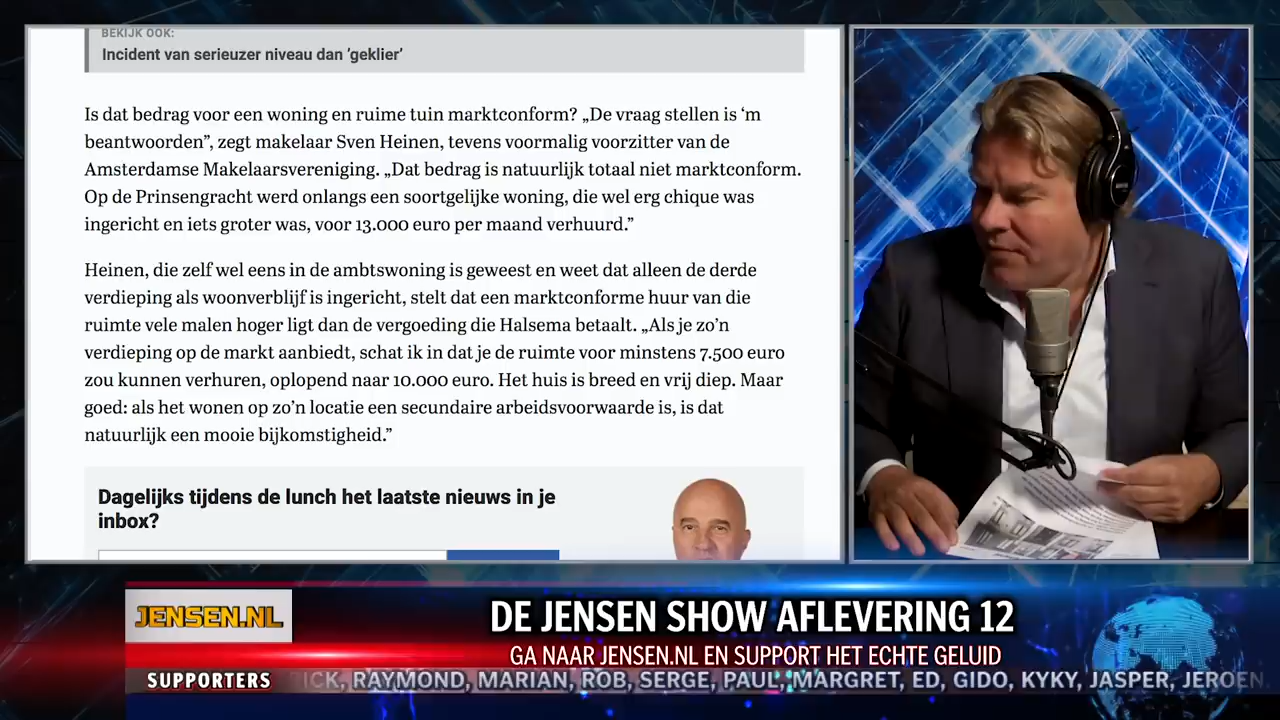 BEKIJK OOK:
Incident van serieuzer niveau dan ‘geklier’
Is dat bedrag voor een woning en ruime tuin marktconform? „De vraag stellen is ‘m
beantwoorden”, zegt makelaar Sven Heinen, tevens voormalig voorzitter van de
Amsterdamse Makelaarsvereniging. „Dat bedrag is natuurlijk totaal niet marktconform.
Op de Prinsengracht werd onlangs een soortgelijke woning, die wel erg chique was
ingericht en iets groter was, voor 13.000 euro per maand verhuurd.”
Heinen, die zelf wel eens in de ambtswoning is geweest en weet dat alleen de derde
verdieping als woonverblijf is ingericht, stelt dat een marktconforme huur van die
ruimte vele malen hoger ligt dan de vergoeding die Halsema betaalt. „Als je zo’n
verdieping op de markt aanbiedt, schat ik in dat je de ruimte voor minstens 7.500 euro
zou kunnen verhuren, oplopend naar 10.000 euro. Het huis is breed en vrij diep. Maar
goed: als het wonen op zo’n locatie een secundaire arbeidsvoorwaarde is, is dat
natuurlijk een mooie bijkomstigheid.”
Dagelijks tijdens de lunch het laatste nieuws in je
inbox?
JENSEN.NL
DE JENSEN SHOW AFLEVERING 12
GA NAAR JENSEN.NL EN SUPPORT HET ECHTE GELUID
SUPPORTERS ICK, RAYMOND, MARIAN, ROB, SERGE, PAUL, MARGRET, ED, GIDO, KYKY, JASPER, JEROEN,